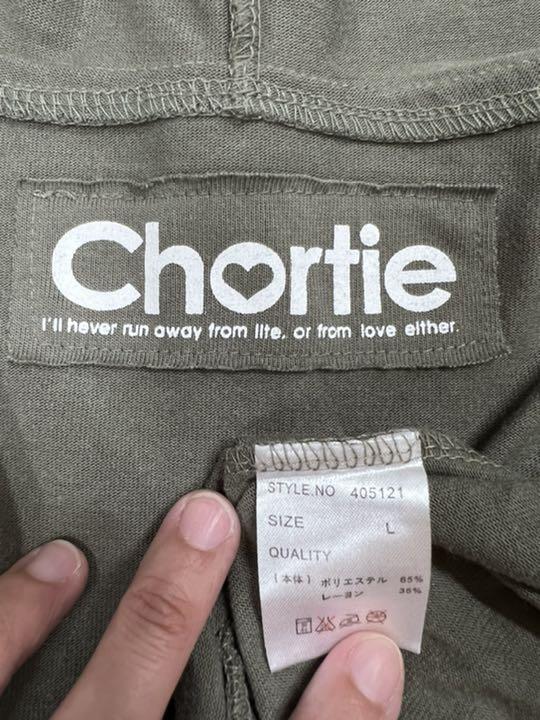 Chortie
I'll never run away from life, or from love either.
STYLE.NO 405121
SIZE L
QUALITY
(本体) ポリエステル 65%
レーヨン 35%